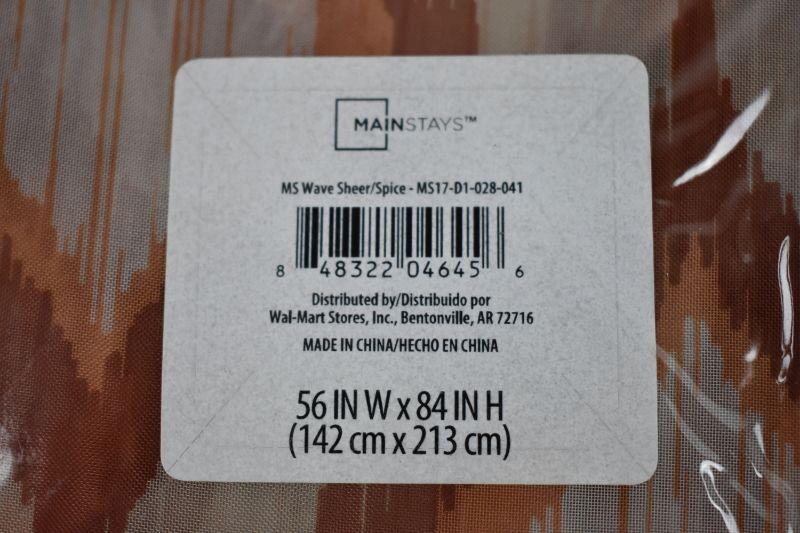 MAINSTAYS™
MS Wave Sheer/Spice - MS17-D1-028-041
8 48322 04645 6
Distributed by/Distribuido por
Wal-Mart Stores, Inc., Bentonville, AR 72716
MADE IN CHINA/HECHO EN CHINA
56 IN W x 84 IN H
(142 cm x 213 cm)